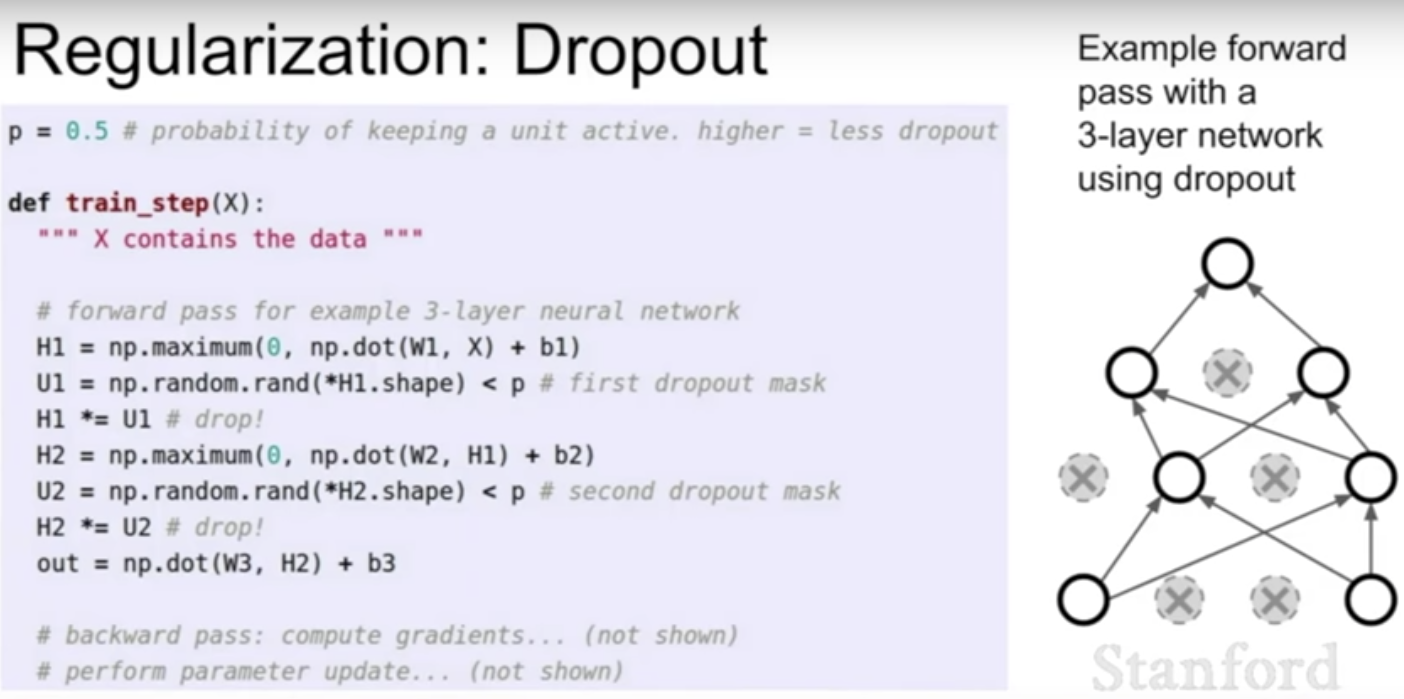 Regularization: Dropout
p = 0.5 # probability of keeping a unit active. higher = less dropout
def train_step(X):
""" X contains the data """
# forward pass for example 3-layer neural network
H1 = np.maximum(0, np.dot(W1, X) + b1)
U1 = np.random.rand(*H1.shape) < p # first dropout mask
H1 *= U1 # drop!
H2 = np.maximum(0, np.dot(W2, H1) + b2)
U2 = np.random.rand(*H2.shape) < p # second dropout mask
H2 *= U2 # drop!
out = np.dot(W3, H2) + b3
# backward pass: compute gradients... (not shown)
# perform parameter update... (not shown)
Example forward
pass with a
3-layer network
using dropout
Stanford